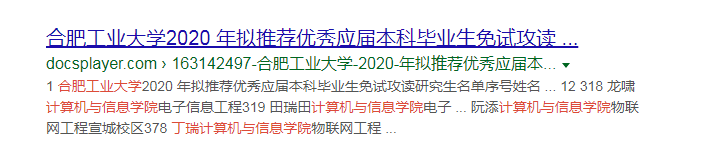 合肥工业大学2020 年拟推荐优秀应届本科毕业生免试攻读 ...
docsplayer.com › 163142497-合肥工业大学-2020-年拟推荐优秀应届本...
1 合肥工业大学2020 年拟推荐优秀应届本科毕业生免试攻读研究生名单序号姓名 ... 12 318 龙啸
计算机与信息学院电子信息工程319 田瑞田计算机与信息学院电子 ... 阮添计算机与信息学院物联
网工程宣城校区378 丁瑞计算机与信息学院物联网工程 ...